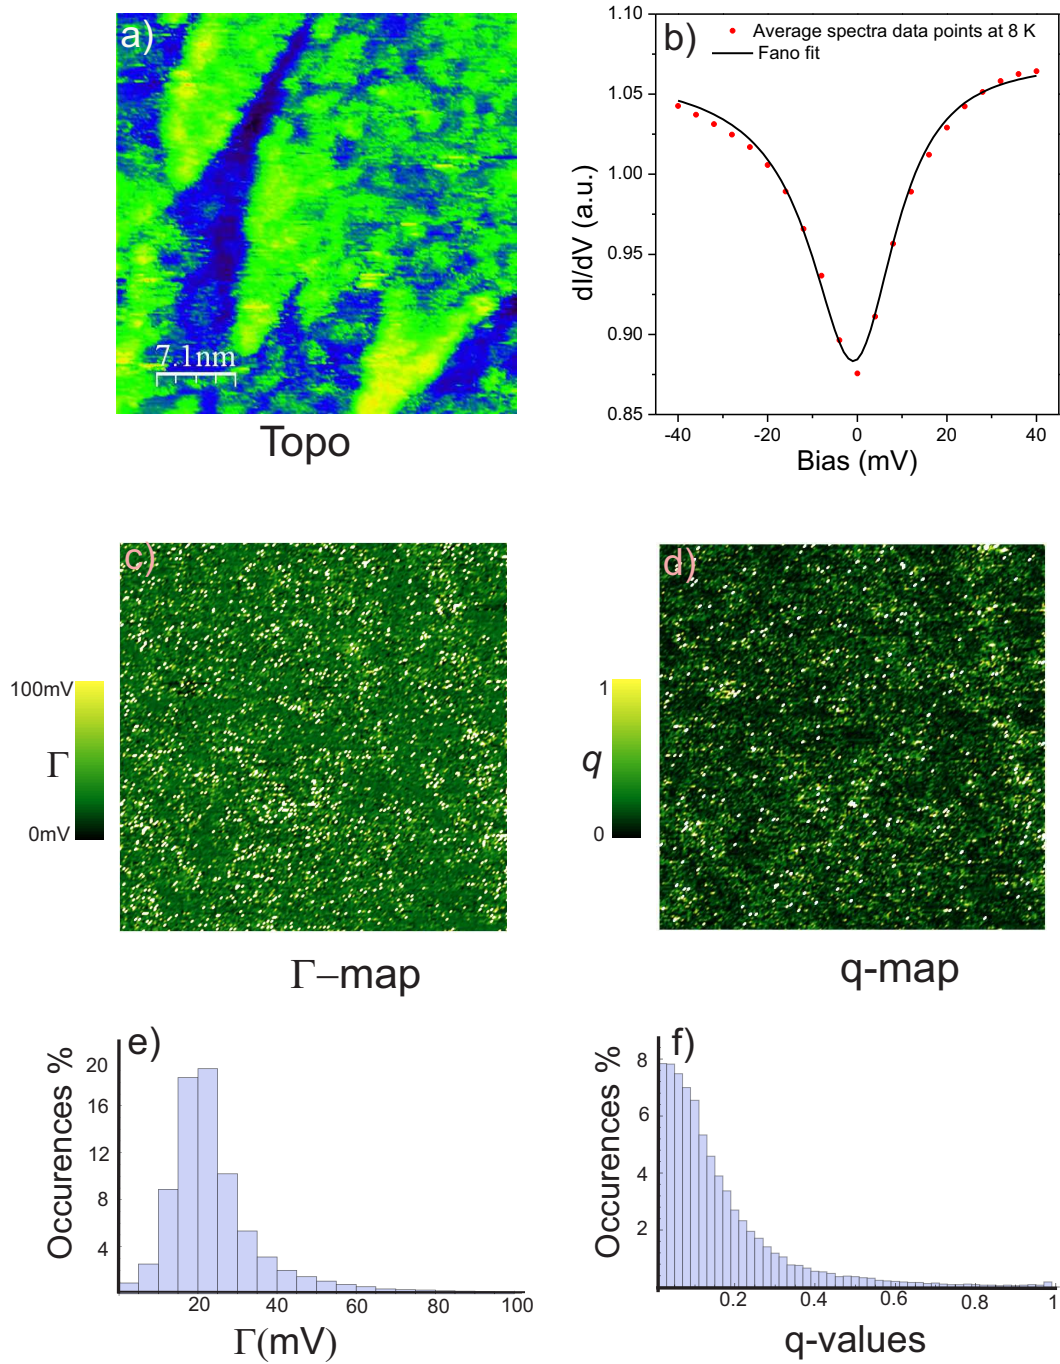 a)
7.1nm
Topo
b)
Average spectra data points at 8 K
Fano fit
1.10
1.05
1.00
0.95
0.90
0.85
dI/dV (a.u.)
-40 -20 0 20 40
Bias (mV)
c)
100mV
Γ
0mV
Γ–map
d)
1
q
0
q-map
e)
Occurences %
20
16
12
8
4
20 40 60 80 100
Γ(mV)
f)
Occurences %
8
6
4
2
0.2 0.4 0.6 0.8 1
q-values